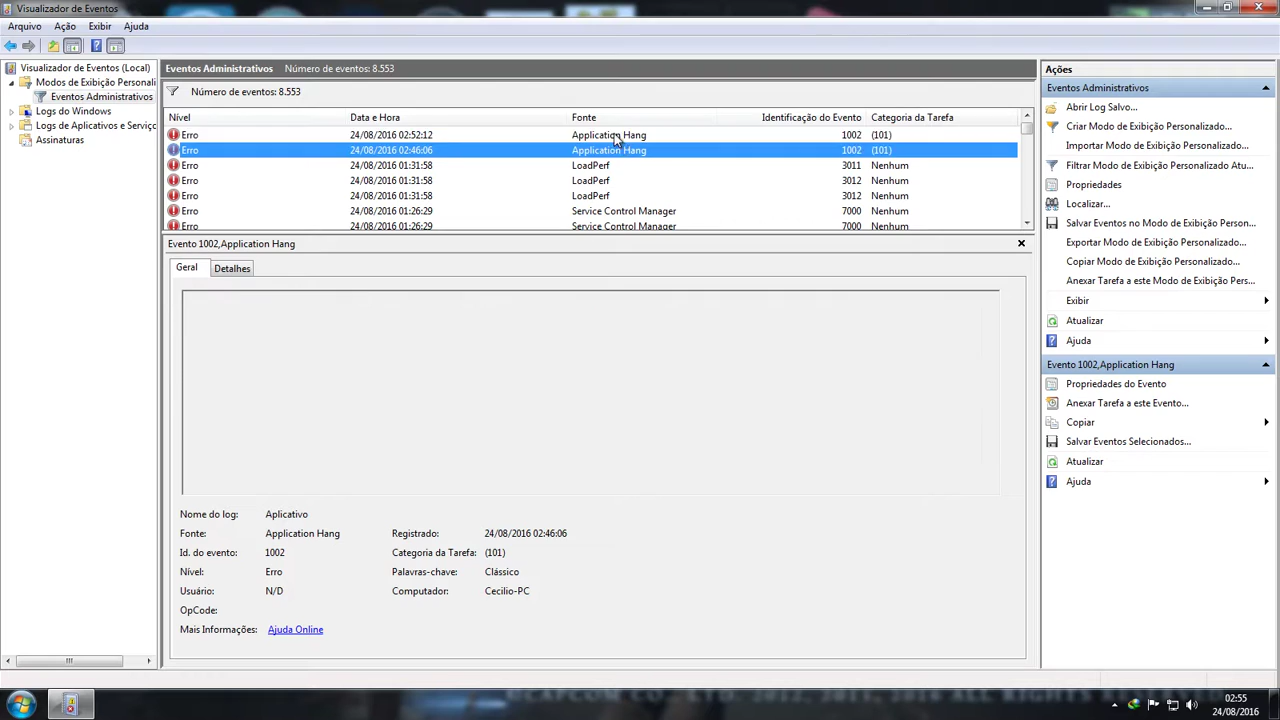 Visualizador de Eventos
Arquivo Ação Exibir Ajuda
Visualizador de Eventos (Local)
Modos de Exibição Personali
Eventos Administrativos
Logs do Windows
Logs de Aplicativos e Serviço
Assinaturas
Eventos Administrativos Número de eventos: 8.553
Número de eventos: 8.553
Nível Data e Hora Fonte Identificação do Evento Categoria da Tarefa
Erro 24/08/2016 02:52:12 Application Hang 1002 (101)
Erro 24/08/2016 02:46:06 Application Hang 1002 (101)
Erro 24/08/2016 01:31:58 LoadPerf 3011 Nenhum
Erro 24/08/2016 01:31:58 LoadPerf 3012 Nenhum
Erro 24/08/2016 01:31:58 LoadPerf 3012 Nenhum
Erro 24/08/2016 01:26:29 Service Control Manager 7000 Nenhum
Erro 24/08/2016 01:26:29 Service Control Manager 7000 Nenhum
Evento 1002,Application Hang
Geral Detalhes
Nome do log: Aplicativo
Fonte: Application Hang Registrado: 24/08/2016 02:46:06
Id. do evento: 1002 Categoria da Tarefa: (101)
Nível: Erro Palavras-chave: Clássico
Usuário: N/D Computador: Cecilio-PC
OpCode:
Mais Informações: Ajuda Online
Ações
Eventos Administrativos
Abrir Log Salvo...
Criar Modo de Exibição Personalizado...
Importar Modo de Exibição Personalizado...
Filtrar Modo de Exibição Personalizado Atu...
Propriedades
Localizar...
Salvar Eventos no Modo de Exibição Person...
Exportar Modo de Exibição Personalizado...
Copiar Modo de Exibição Personalizado...
Anexar Tarefa a este Modo de Exibição Pers...
Exibir
Atualizar
Ajuda
Evento 1002,Application Hang
Propriedades do Evento
Anexar Tarefa a este Evento...
Copiar
Salvar Eventos Selecionados...
Atualizar
Ajuda
02:55
24/08/2016